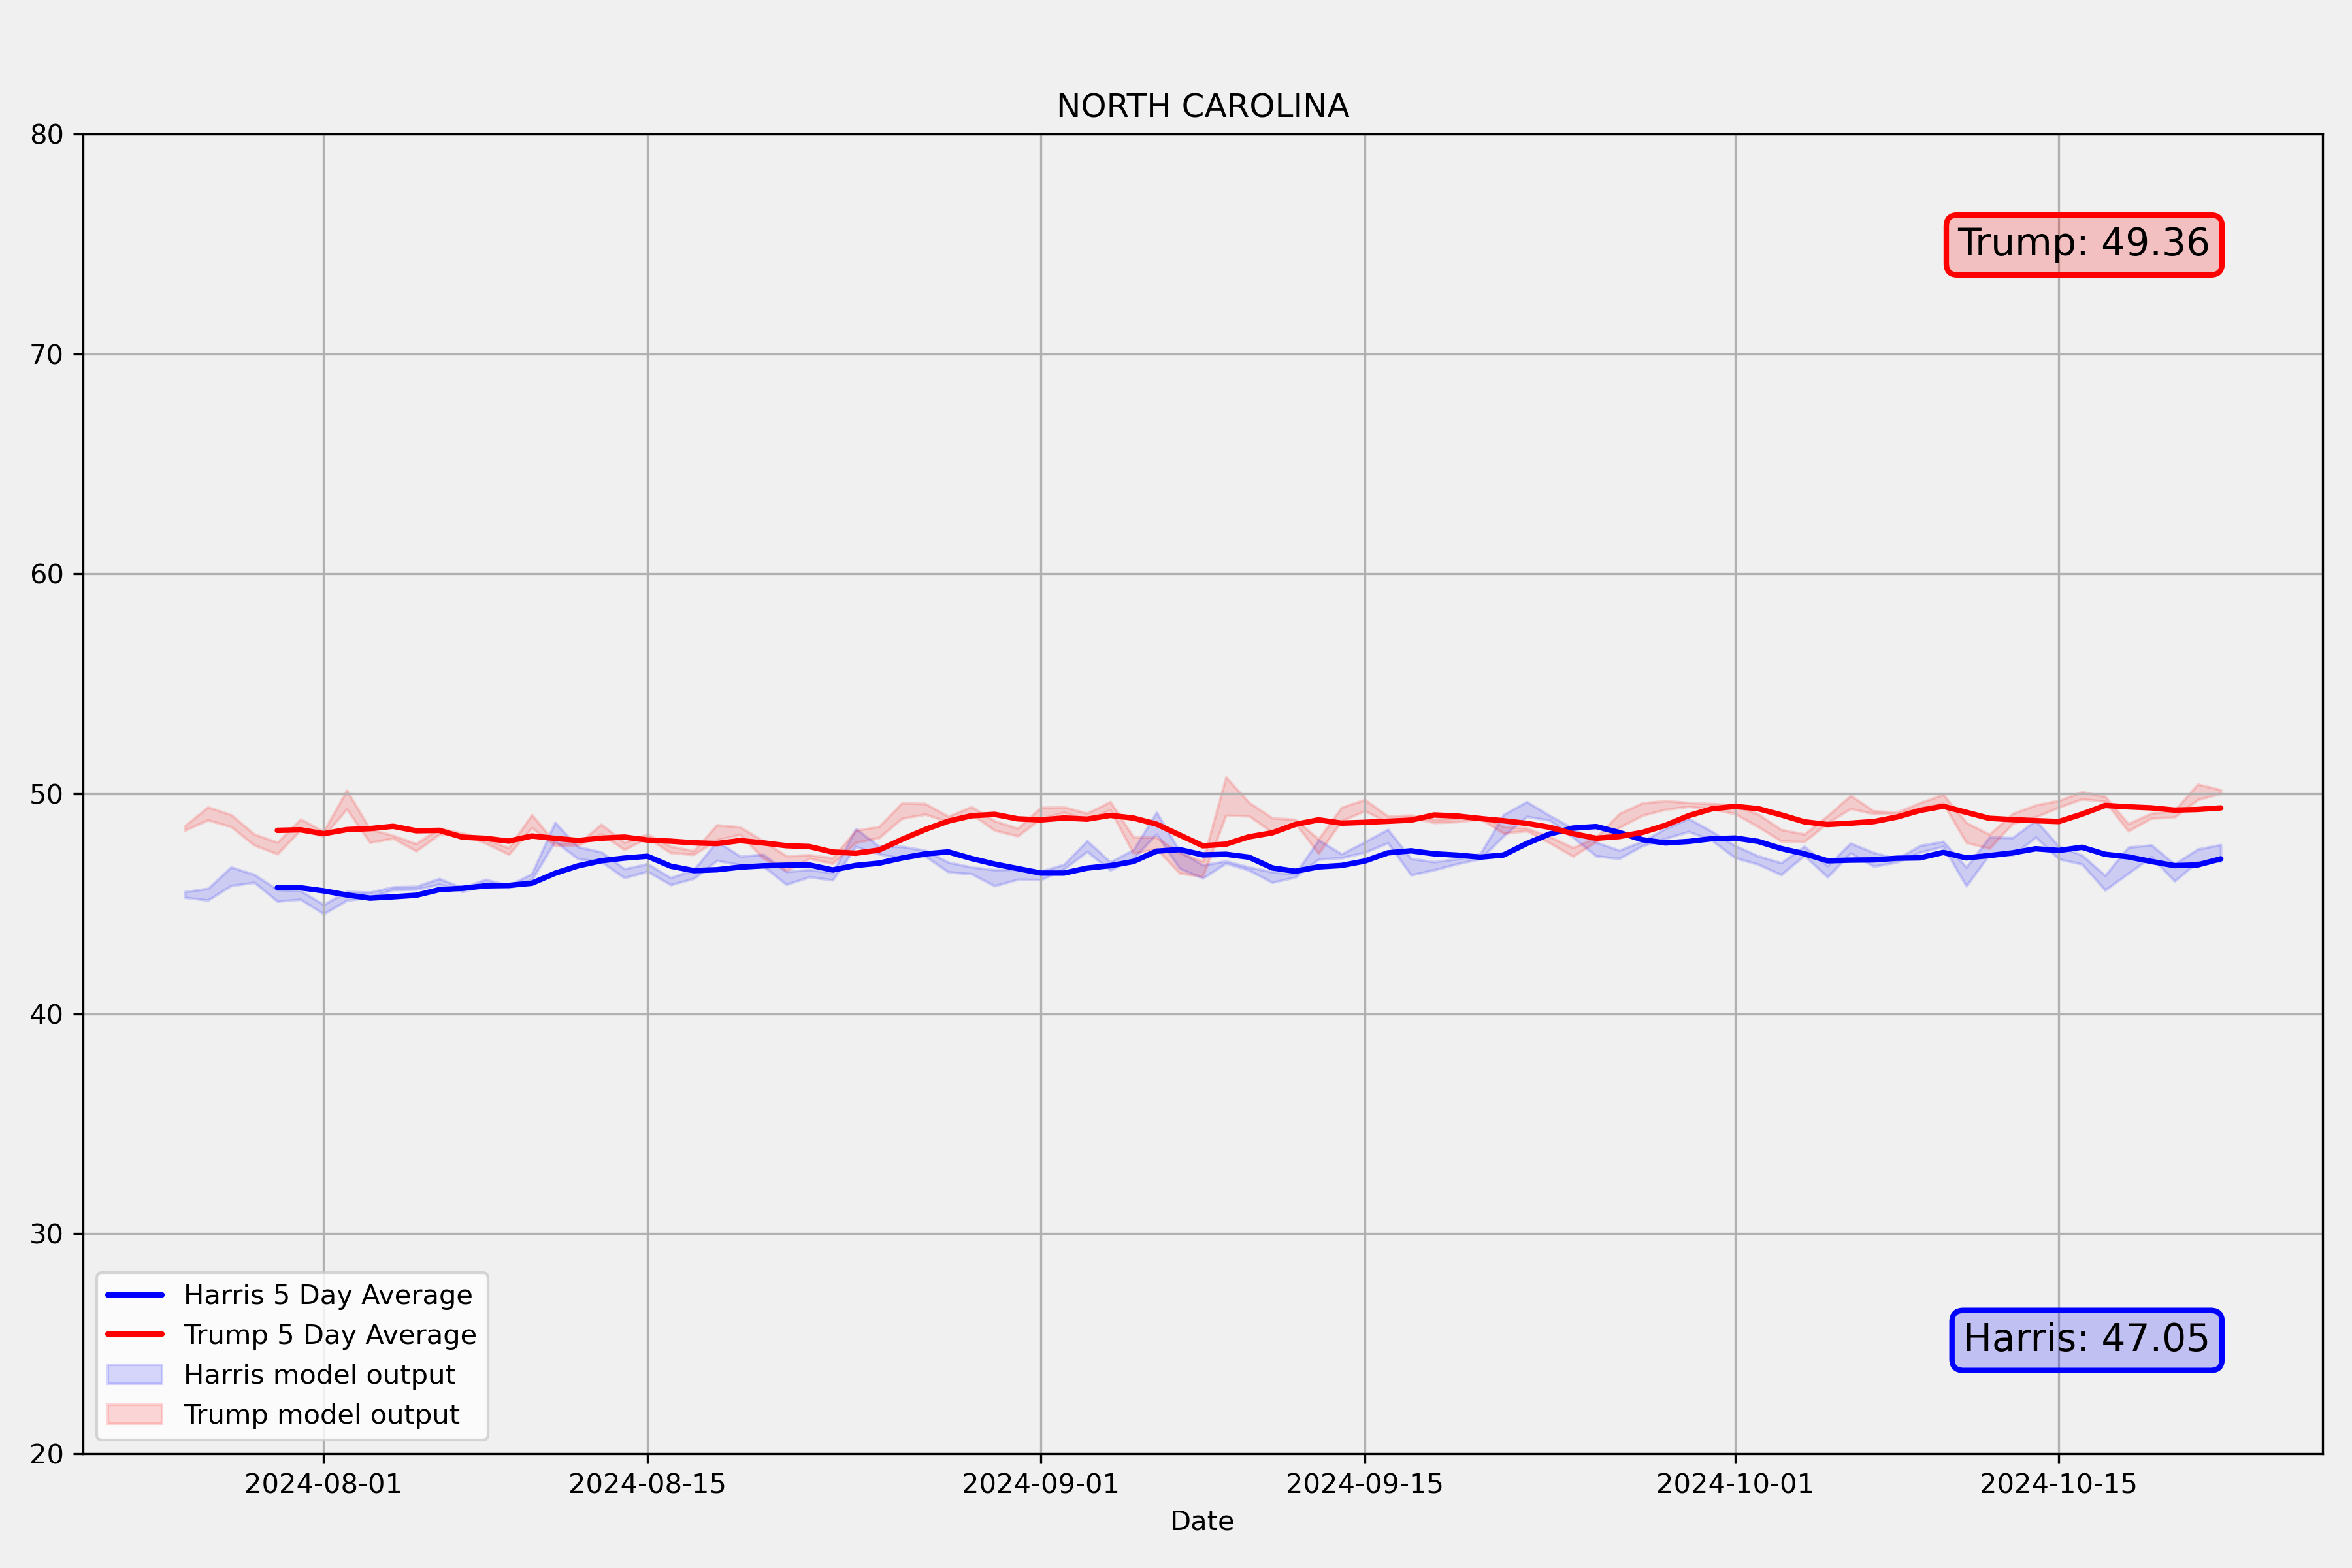 NORTH CAROLINA
80
70
60
50
40
30
20
Trump: 49.36
Harris: 47.05
Harris 5 Day Average
Trump 5 Day Average
Harris model output
Trump model output
2024-08-01 2024-08-15 2024-09-01 2024-09-15 2024-10-01 2024-10-15
Date